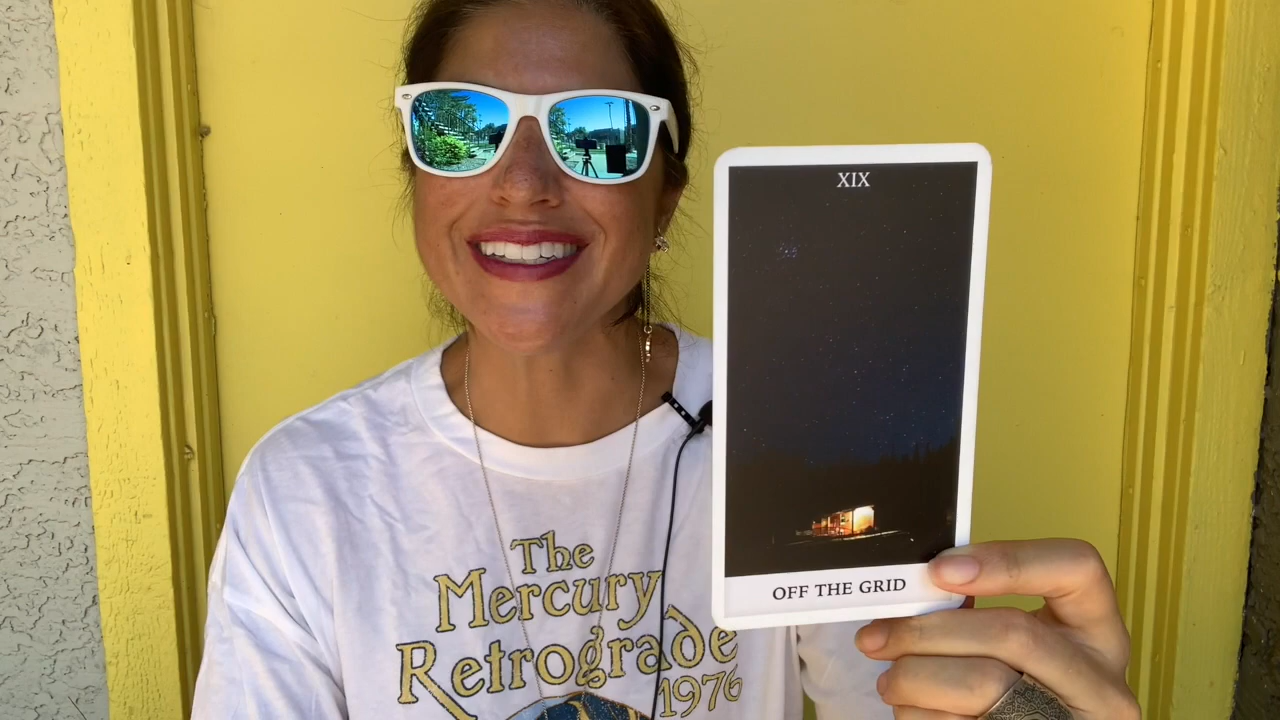 XIX
OFF THE GRID
The
Mercury
Retrograde
1976